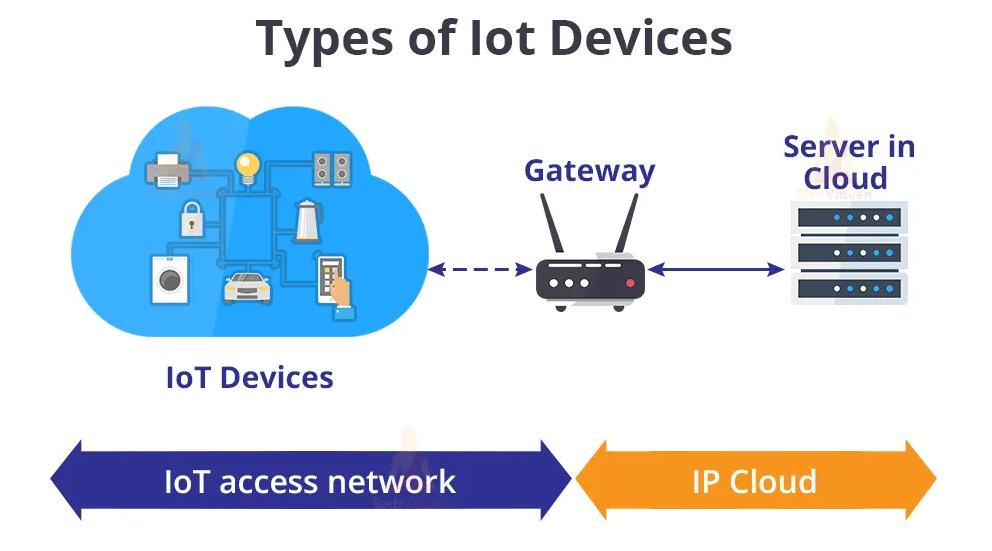 Types of Iot Devices
Gateway
Server in
Cloud
IoT Devices
IoT access network
IP Cloud